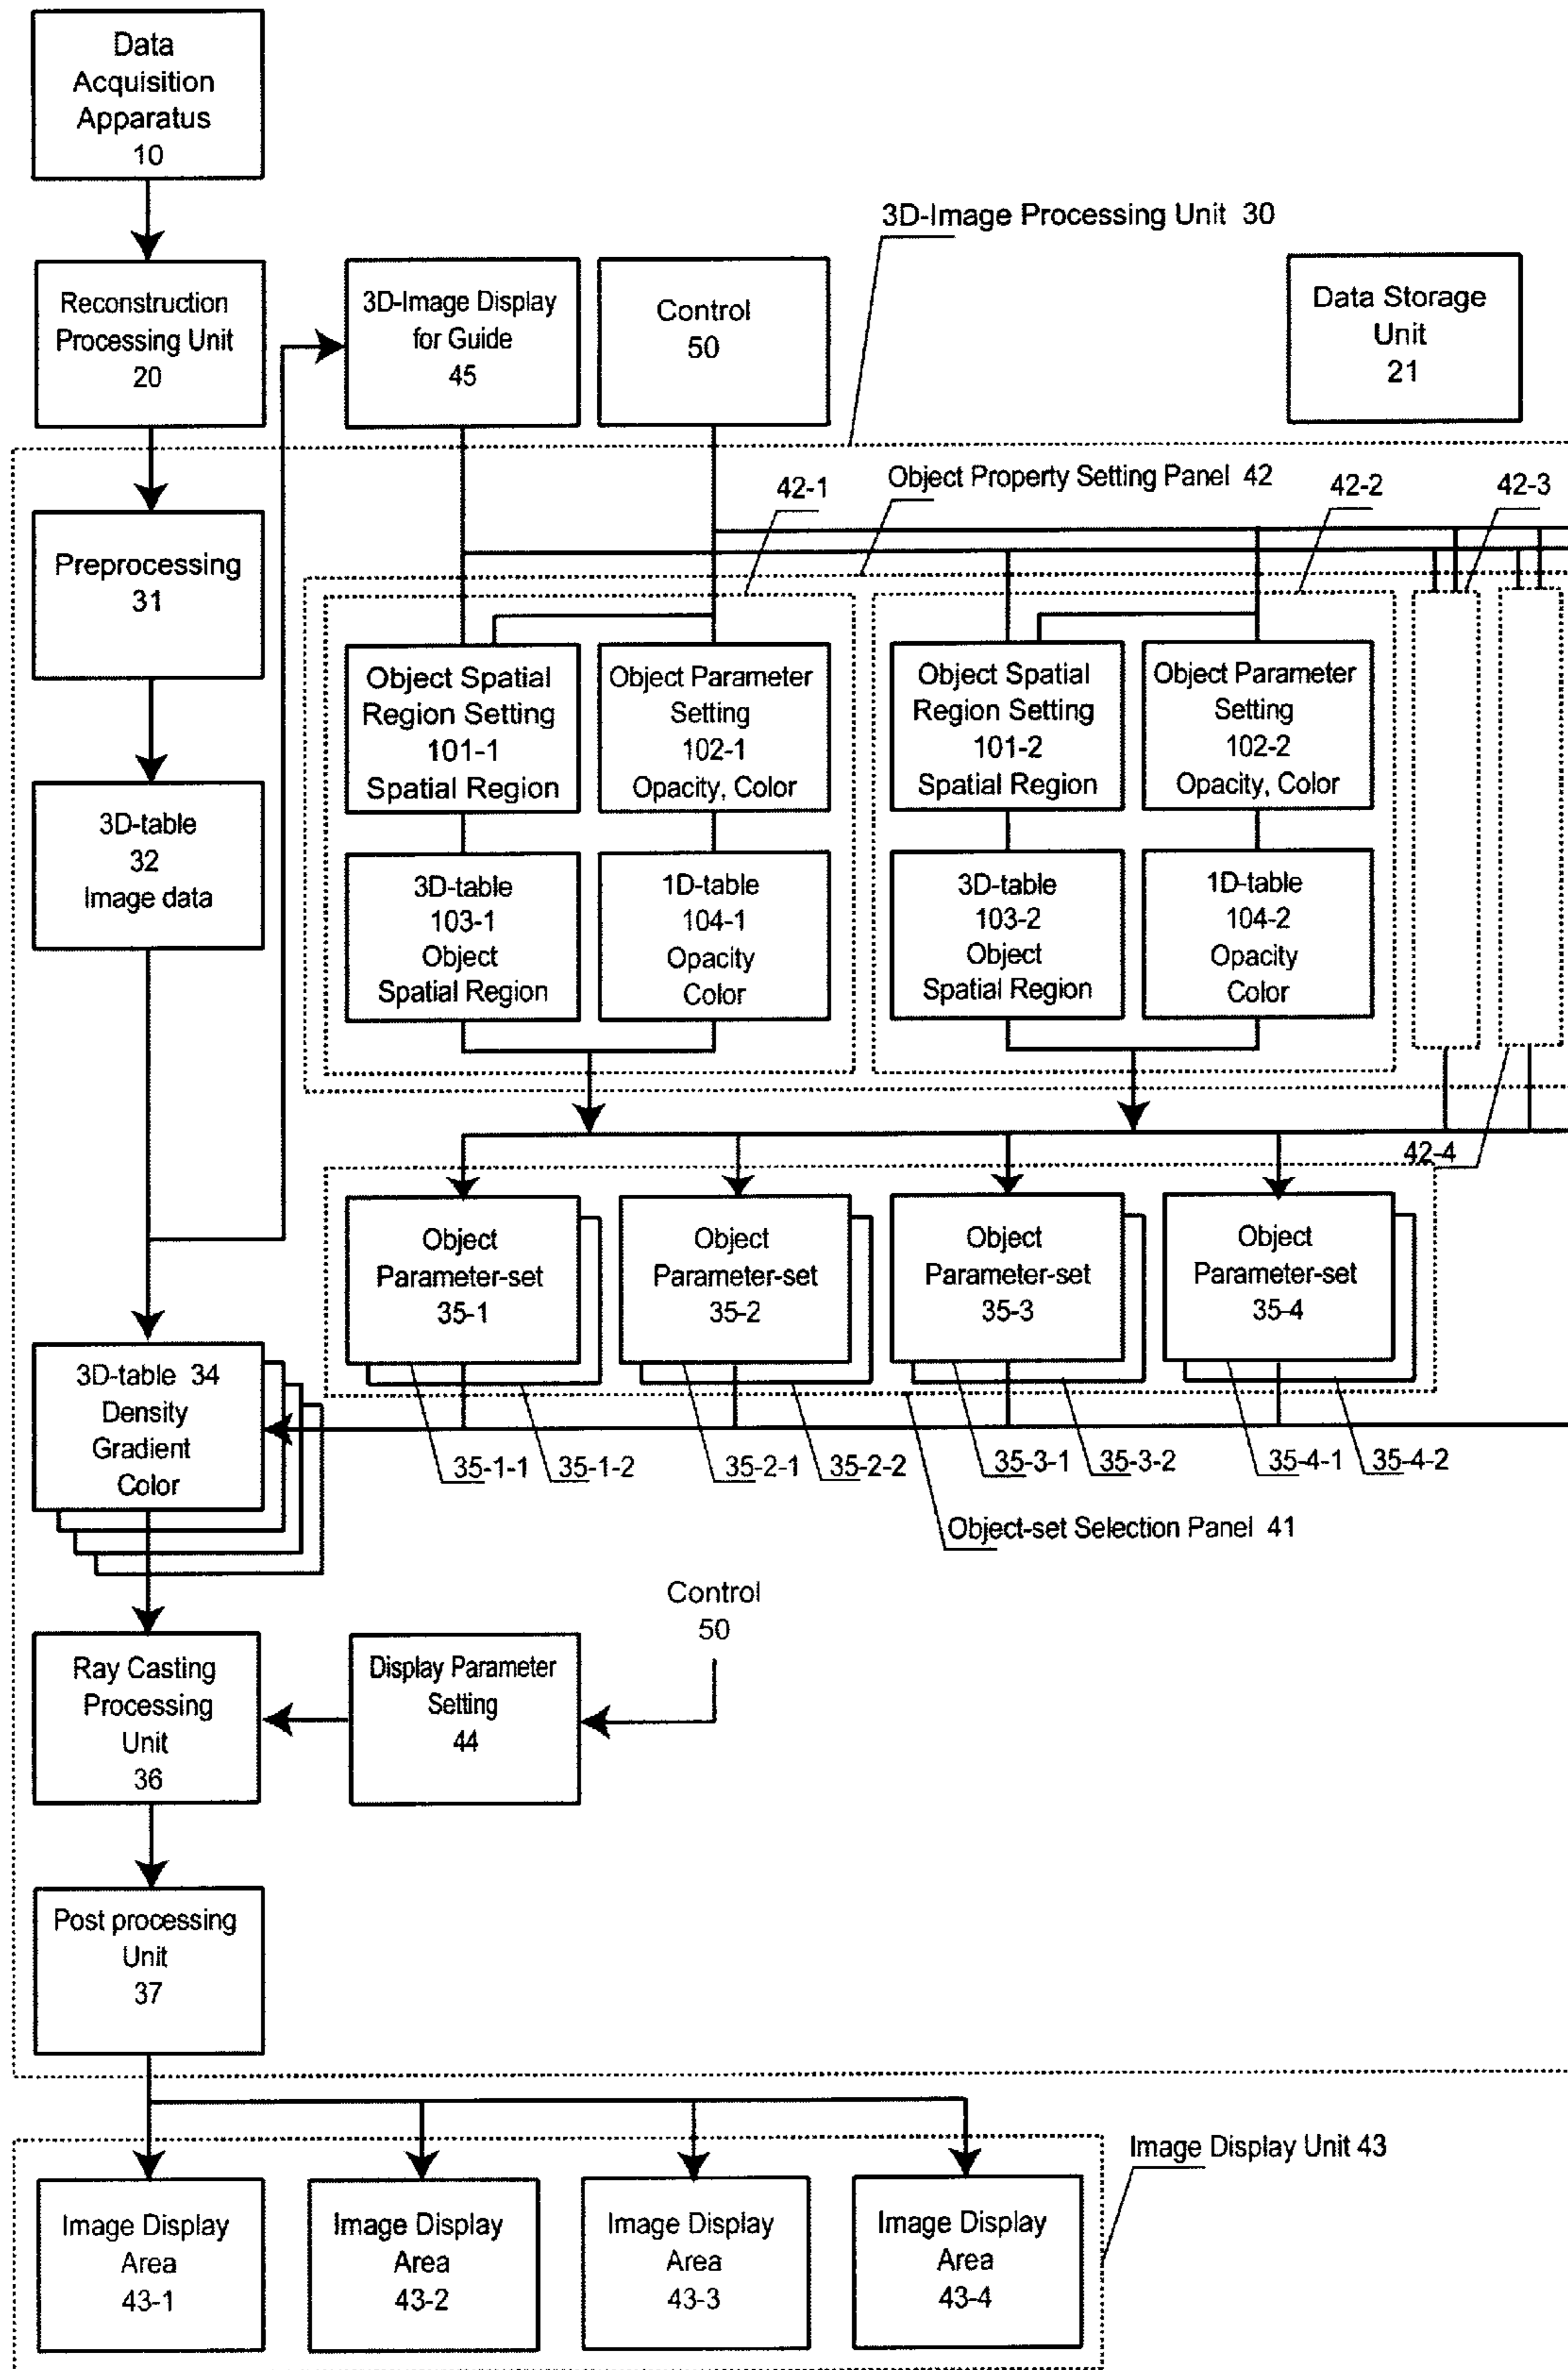 Data
Acquisition
Apparatus
10
3D-Image Processing Unit 30
Reconstruction
Processing Unit
20
3D-Image Display
for Guide
45
Control
50
Data Storage
Unit
21
Object Property Setting Panel 42
42-1
42-2
42-3
Preprocessing
31
Object Spatial
Region Setting
101-1
Spatial Region
Object Parameter
Setting
102-1
Opacity, Color
Object Spatial
Region Setting
101-2
Spatial Region
Object Parameter
Setting
102-2
Opacity, Color
3D-table
32
Image data
3D-table
103-1
Object
Spatial Region
1D-table
104-1
Opacity
Color
3D-table
103-2
Object
Spatial Region
1D-table
104-2
Opacity
Color
42-4
Object
Parameter-set
35-1
Object
Parameter-set
35-2
Object
Parameter-set
35-3
Object
Parameter-set
35-4
3D-table 34
Density
Gradient
Color
35-1-1
35-1-2
35-2-1
35-2-2
35-3-1
35-3-2
35-4-1
35-4-2
Object-set Selection Panel 41
Control
50
Ray Casting
Processing
Unit
36
Display Parameter
Setting
44
Post processing
Unit
37
Image Display Unit 43
Image Display
Area
43-1
Image Display
Area
43-2
Image Display
Area
43-3
Image Display
Area
43-4